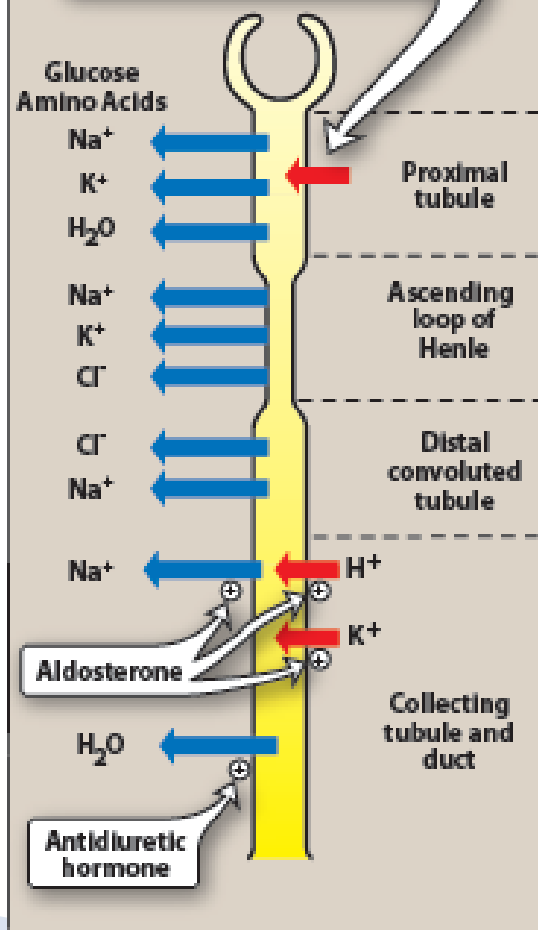 Glucose
Amino Acids
Na⁺
K⁺
H₂O
Proximal
tubule
Na⁺
K⁺
Cl⁻
Ascending
loop of
Henle
Cl⁻
Na⁺
Distal
convoluted
tubule
Na⁺
H⁺
K⁺
Aldosterone
Collecting
tubule and
duct
H₂O
Antidiuretic
hormone